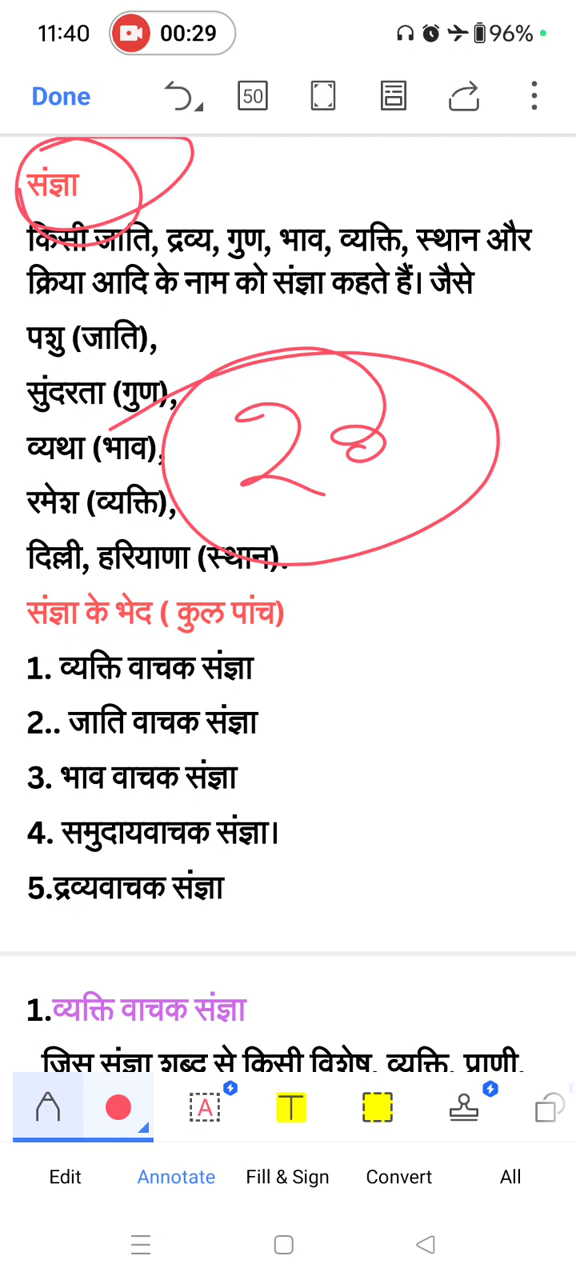 11:40 00:29 96%
Done 50
संज्ञा
किसी जाति, द्रव्य, गुण, भाव, व्यक्ति, स्थान और
क्रिया आदि के नाम को संज्ञा कहते हैं। जैसे
पशु (जाति),
सुंदरता (गुण),
व्यथा (भाव),
रमेश (व्यक्ति),
दिल्ली, हरियाणा (स्थान).
संज्ञा के भेद ( कुल पांच)
1. व्यक्ति वाचक संज्ञा
2.. जाति वाचक संज्ञा
3. भाव वाचक संज्ञा
4. समुदायवाचक संज्ञा।
5.द्रव्यवाचक संज्ञा
1.व्यक्ति वाचक संज्ञा
जिस संज्ञा शब्द से किसी विशेष, व्यक्ति, प्राणी,
A T
Edit Annotate Fill & Sign Convert All